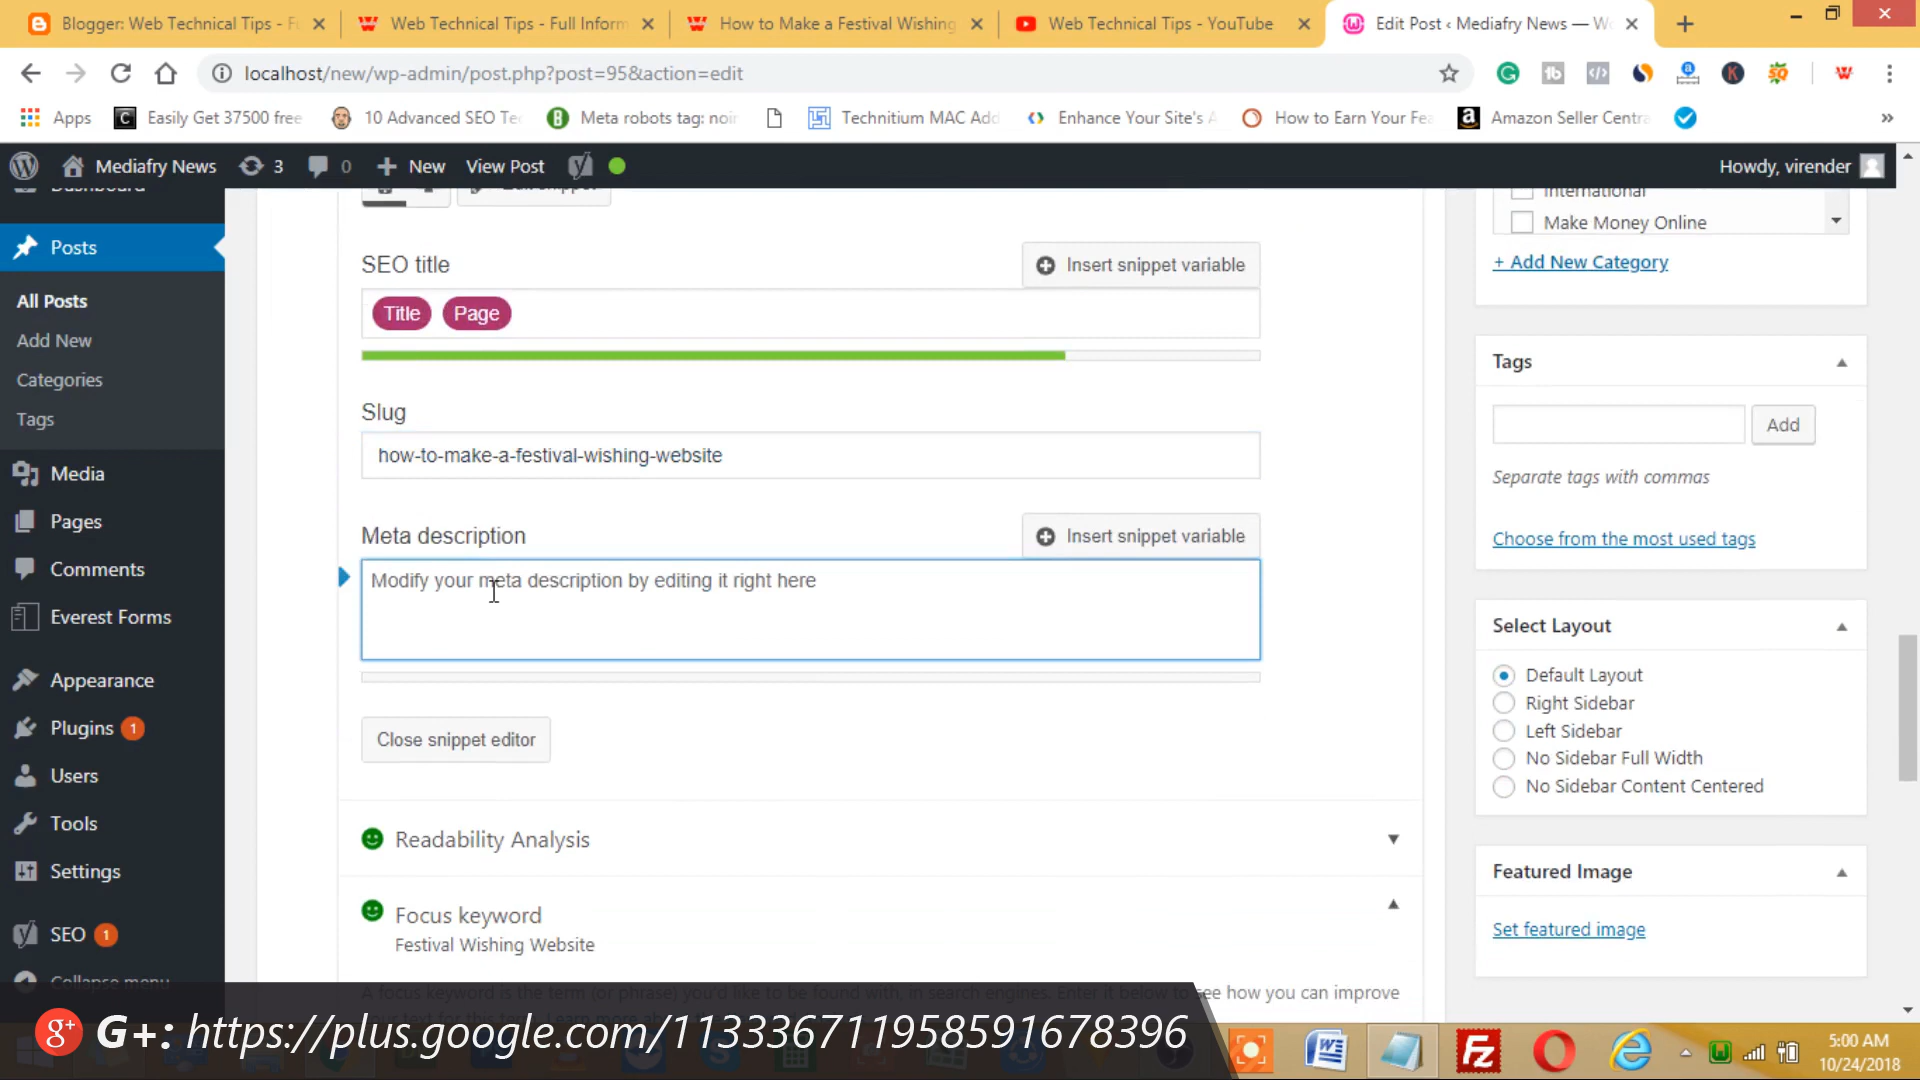 Blogger: Web Technical Tips - Fu
Web Technical Tips - Full Inform
How to Make a Festival Wishing
Web Technical Tips - YouTube
Edit Post ‹ Mediafry News — Wo
localhost/new/wp-admin/post.php?post=95&action=edit
Apps
Easily Get 37500 free
10 Advanced SEO Te
Meta robots tag: noin
Technitium MAC Add
Enhance Your Site's A
How to Earn Your Fea
Amazon Seller Centra
»
Mediafry News
3
0
New
View Post
Howdy, virender
Dashboard
Posts
All Posts
Add New
Categories
Tags
Media
Pages
Comments
Everest Forms
Appearance
Plugins 1
Users
Tools
Settings
SEO 1
Collapse menu
Edit snippet
SEO title
Insert snippet variable
Title Page
Slug
how-to-make-a-festival-wishing-website
Meta description
Insert snippet variable
Modify your meta description by editing it right here
Close snippet editor
Readability Analysis
Focus keyword
Festival Wishing Website
A focus keyword is the term (or phrase) you'd like to be found with, in search engines. Enter it below to see how you can improve
International
Make Money Online
+ Add New Category
Tags
Add
Separate tags with commas
Choose from the most used tags
Select Layout
Default Layout
Right Sidebar
Left Sidebar
No Sidebar Full Width
No Sidebar Content Centered
Featured Image
Set featured image
G+: https://plus.google.com/113336711958591678396
5:00 AM
10/24/2018